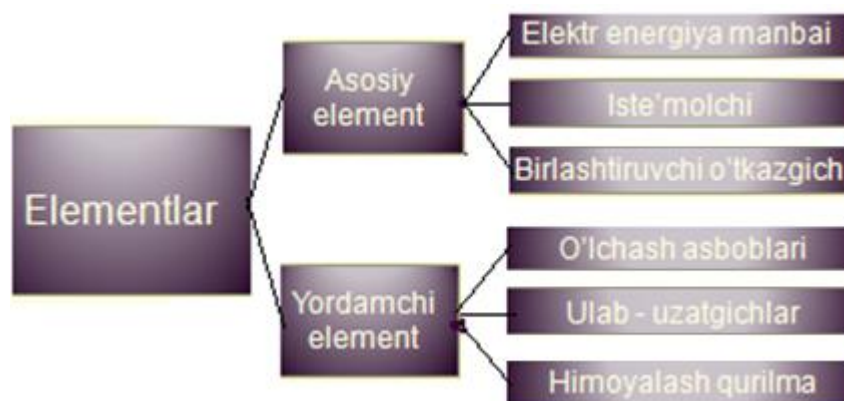 Elementlar
Asosiy
element
Elektr energiya manbai
Iste'molchi
Birlashtiruvchi o'tkazgich
Yordamchi
element
O'lchash asboblari
Ulab - uzatgichlar
Himoyalash qurilma